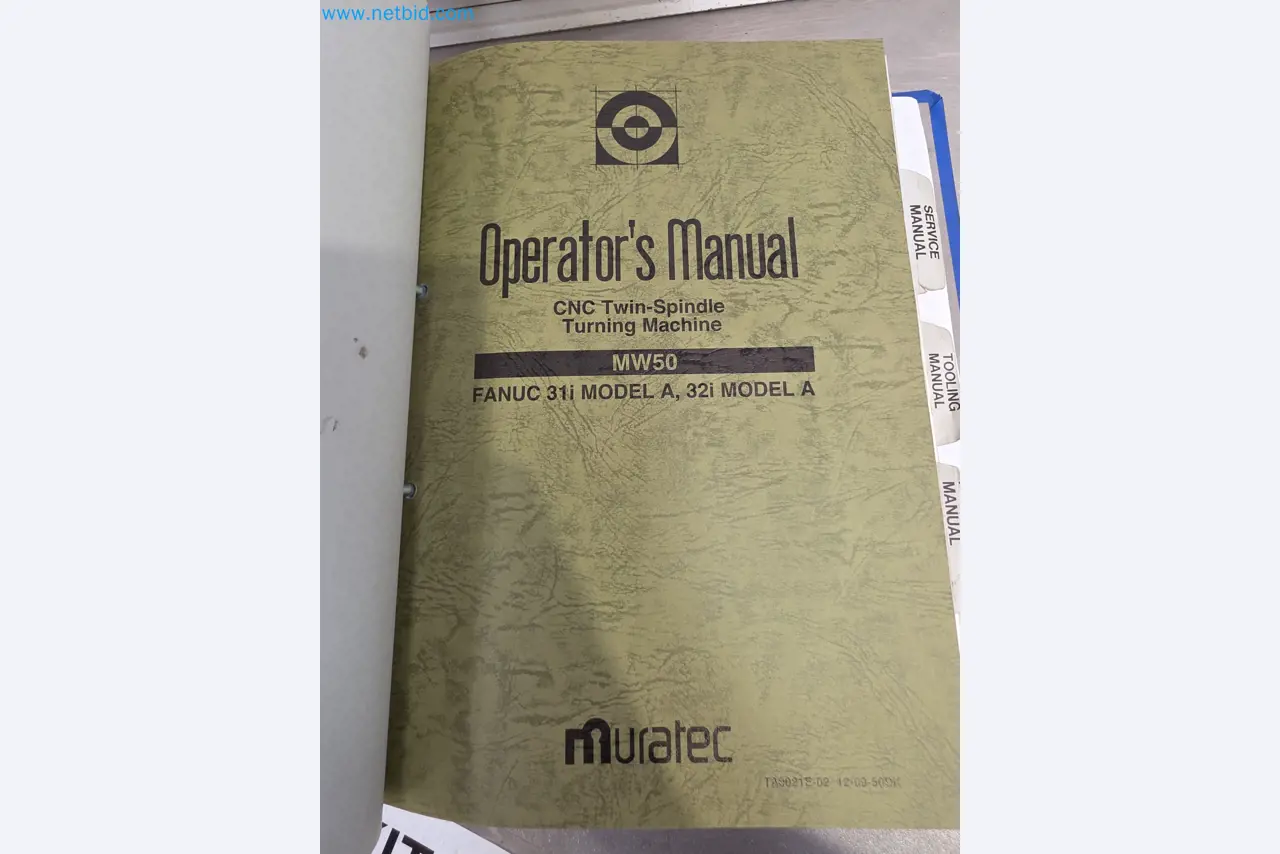 www.netbid.com
Operator's Manual
CNC Twin-Spindle
Turning Machine
MW50
FANUC 31i MODEL A, 32i MODEL A
muratec
SERVICE
MANUAL
TOOLING
MANUAL
MANUAL